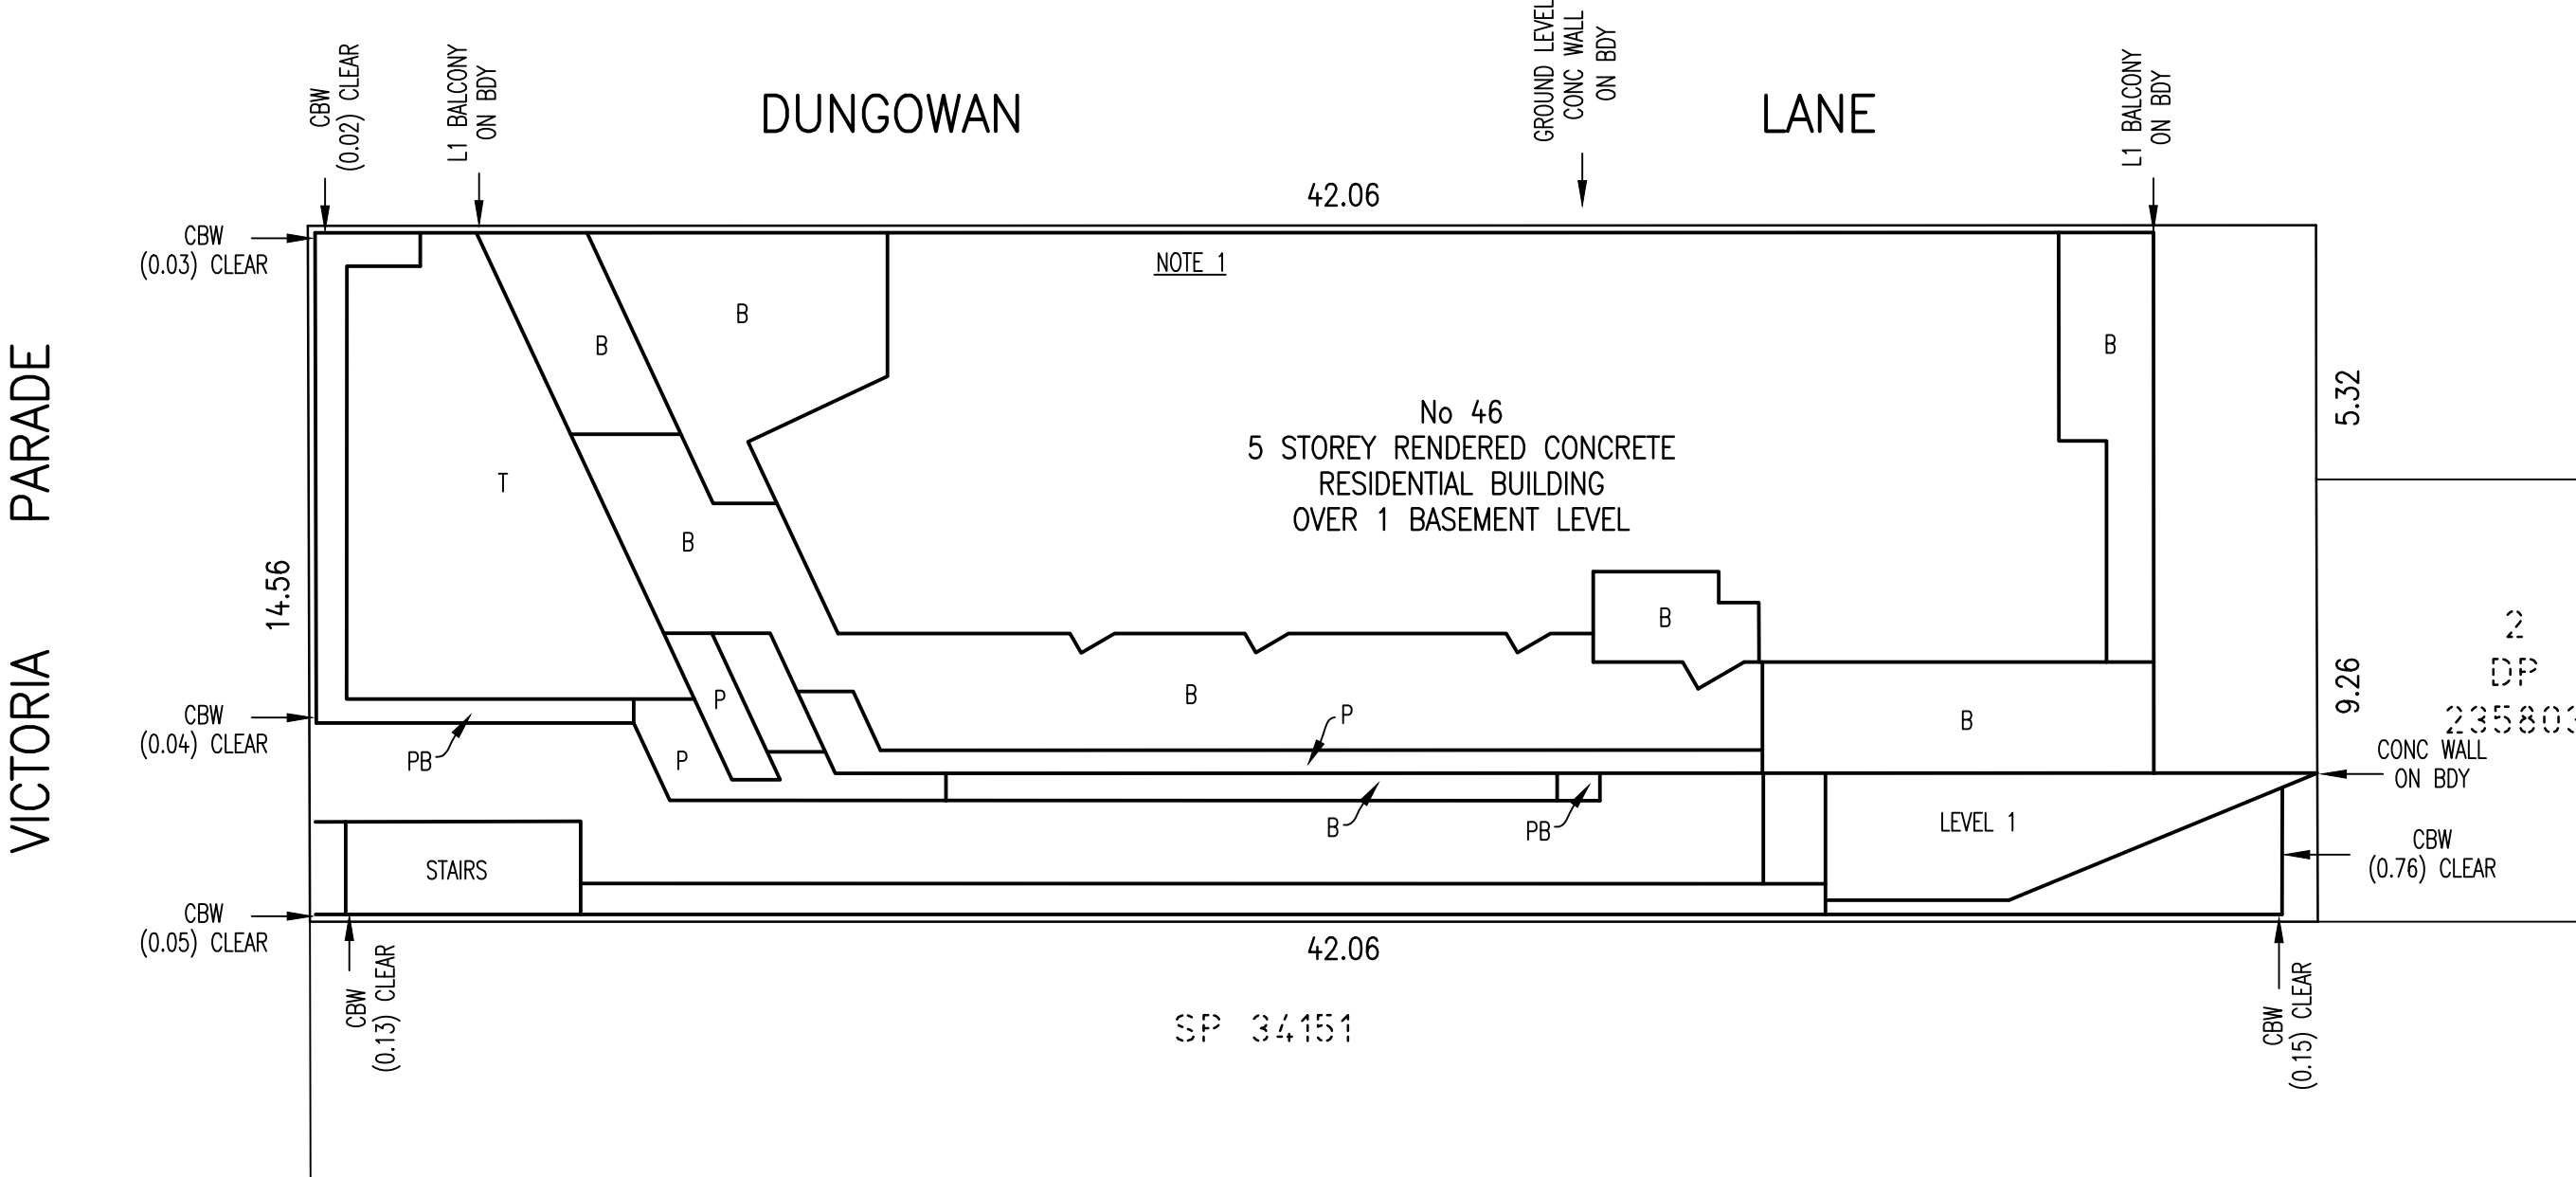 CBW
(0.02) CLEAR
L1 BALCONY
ON BDY
DUNGOWAN LANE
GROUND LEVEL
CONC WALL
ON BDY
L1 BALCONY
ON BDY
42.06
CBW
(0.03) CLEAR
NOTE 1
B
B
B
VICTORIA PARADE
5.32
No 46
5 STOREY RENDERED CONCRETE
RESIDENTIAL BUILDING
OVER 1 BASEMENT LEVEL
T
B
14.56
B
2
DP
235803
9.26
P
B
B
CBW
(0.04) CLEAR
P
PB
P
CONC WALL
ON BDY
B
PB
LEVEL 1
CBW
(0.76) CLEAR
STAIRS
CBW
(0.05) CLEAR
42.06
CBW
(0.13) CLEAR
SP 34151
CBW
(0.15) CLEAR